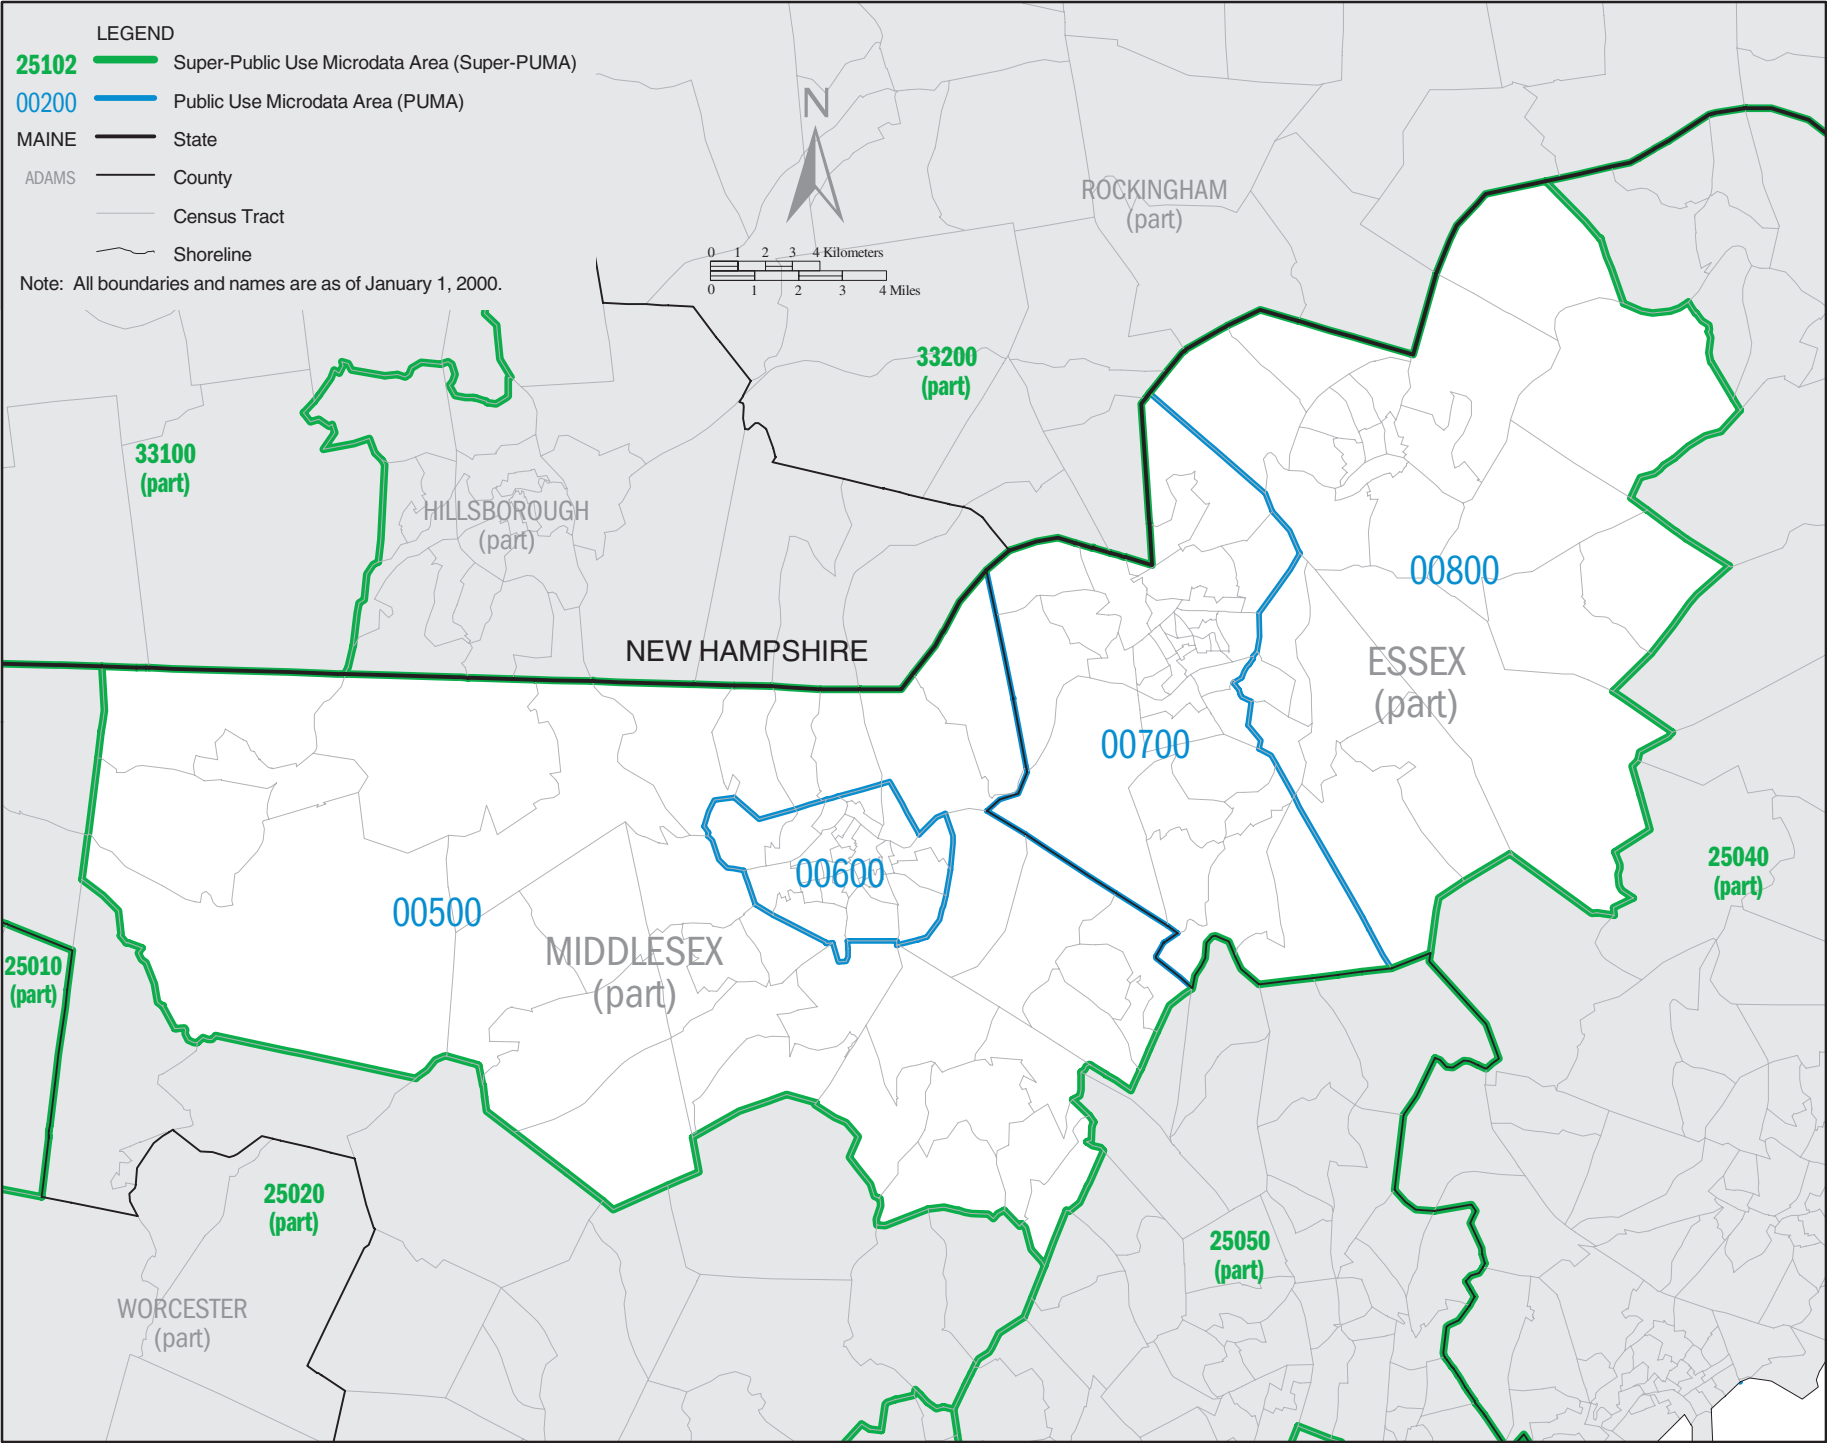 LEGEND
25102 Super-Public Use Microdata Area (Super-PUMA)
00200 Public Use Microdata Area (PUMA)
MAINE State
ADAMS County
Census Tract
Shoreline
Note: All boundaries and names are as of January 1, 2000.
N
0 1 2 3 4 Kilometers
0 1 2 3 4 Miles
ROCKINGHAM
(part)
33200
(part)
33100
(part)
HILLSBOROUGH
(part)
NEW HAMPSHIRE
00800
ESSEX
(part)
00700
00600
00500
MIDDLESEX
(part)
25040
(part)
25010
(part)
25020
(part)
25050
(part)
WORCESTER
(part)